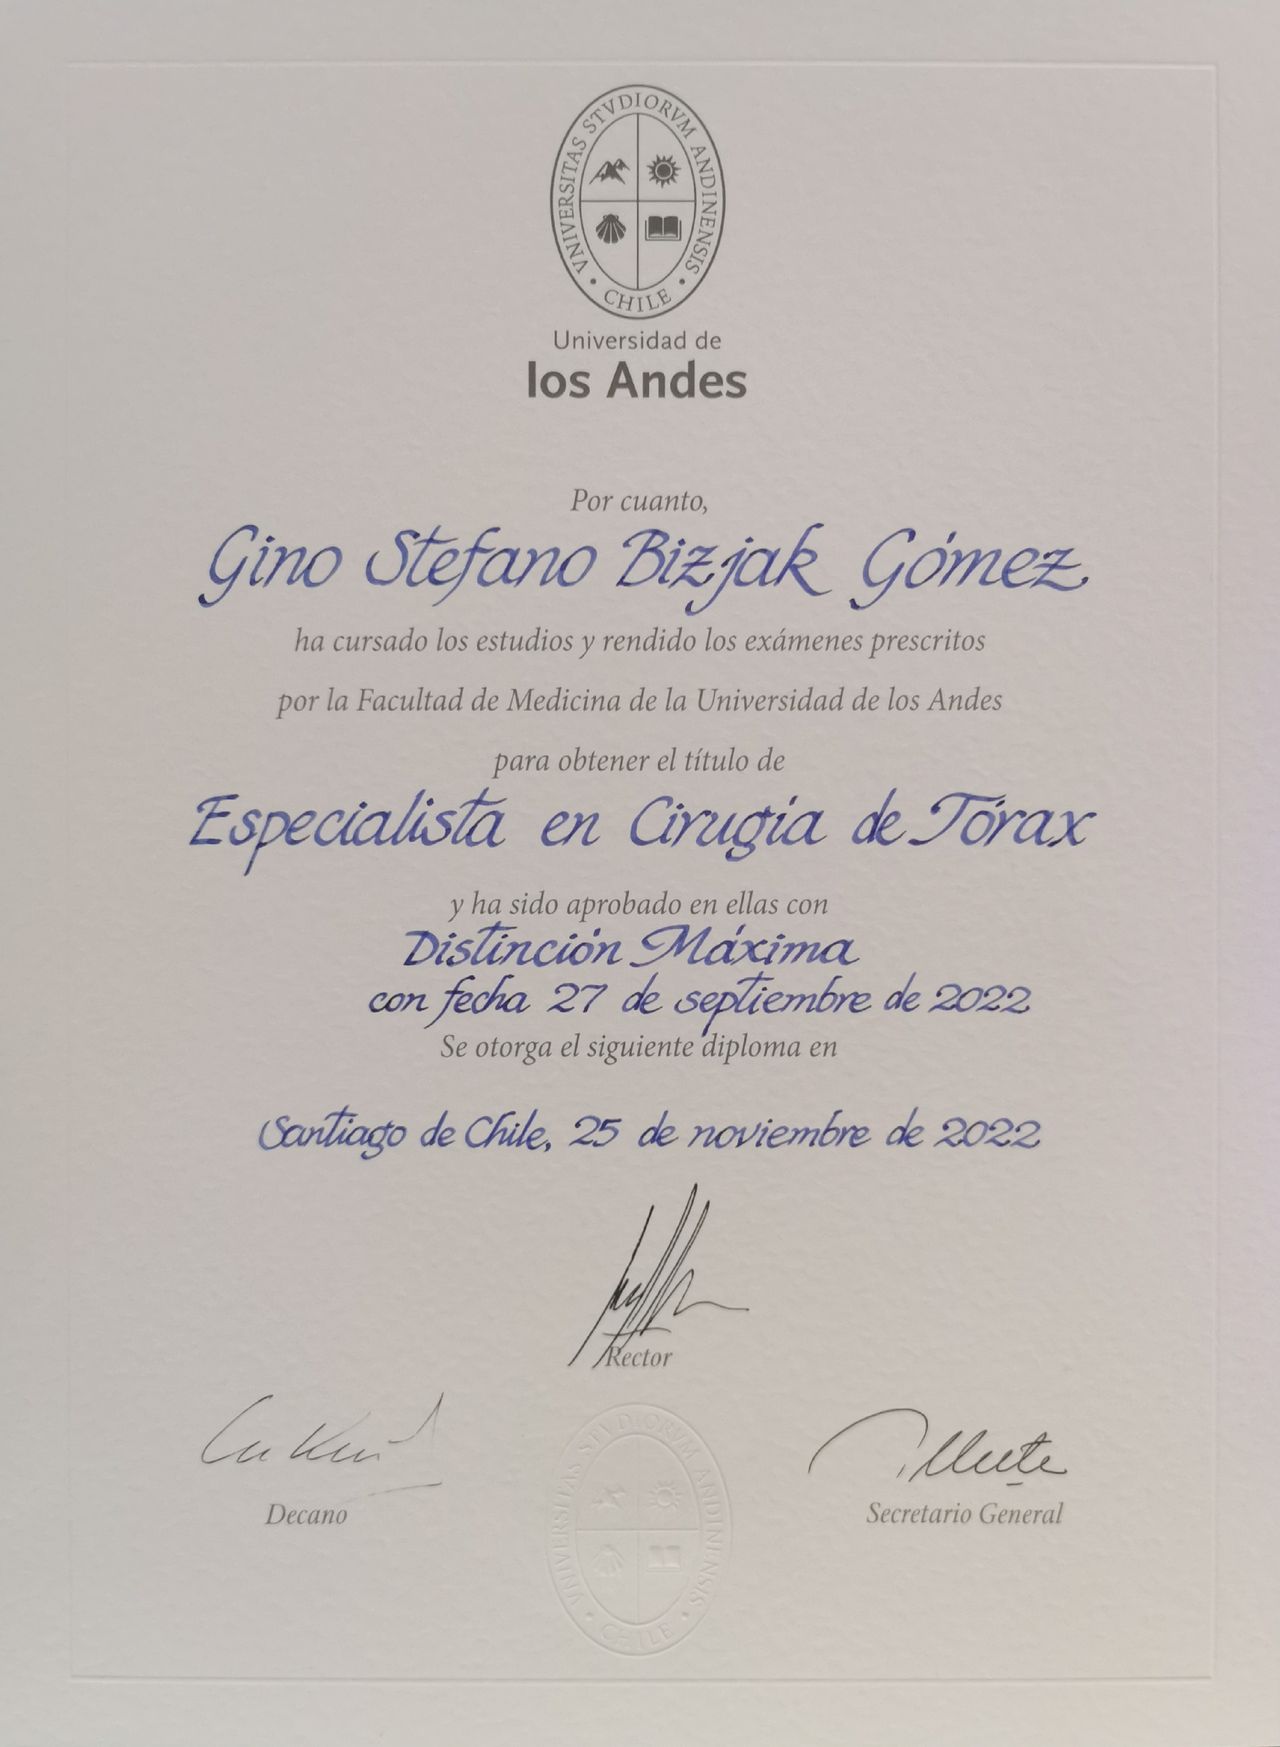 VNIVERSITAS STVDIORVM ANDINENSIS
• CHILE •
Universidad de
los Andes
Por cuanto,
Gino Stefano Bizjak Gómez
ha cursado los estudios y rendido los exámenes prescritos
por la Facultad de Medicina de la Universidad de los Andes
para obtener el título de
Especialista en Cirugía de Tórax
y ha sido aprobado en ellas con
Distinción Máxima
con fecha 27 de septiembre de 2022
Se otorga el siguiente diploma en
Santiago de Chile, 25 de noviembre de 2022
Rector
Decano
Secretario General
VNIVERSITAS STVDIORVM ANDINENSIS
• CHILE •